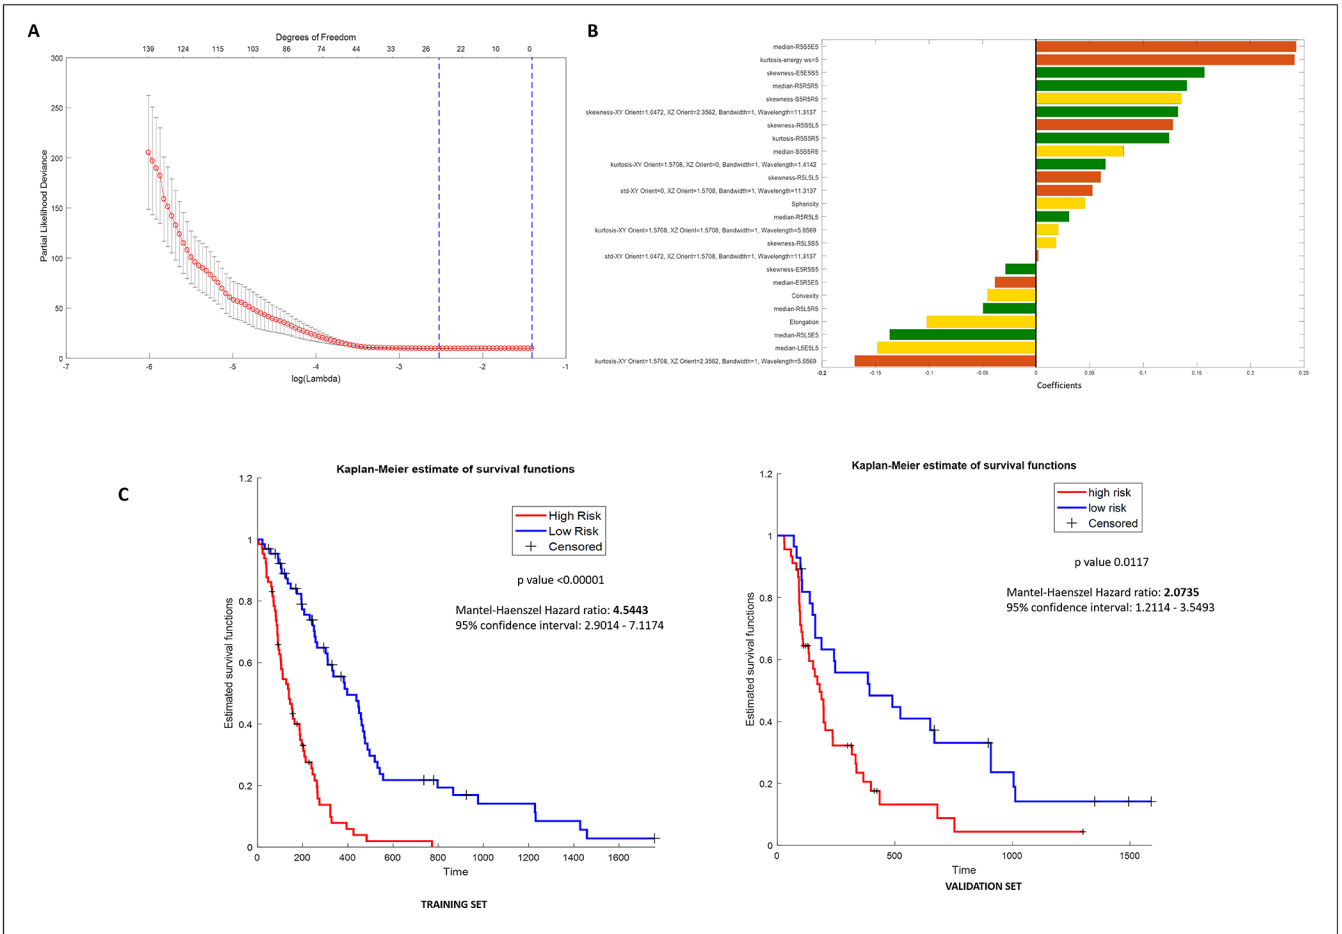 A
Degrees of Freedom
139 124 115 103 86 74 44 33 26 22 10 0
300
250
200
150
100
50
0
Partial Likelihood Deviance
-7 -6 -5 -4 -3 -2 -1
log(Lambda)
B
median-R5S5E5
kurtosis-energy ws=5
skewness-E5E5S5
median-R5R5R5
skewness-S5R5R5
skewness-XY Orient=1.0472, XZ Orient=2.3562, Bandwidth=1, Wavelength=11.3137
skewness-R5S5L5
kurtosis-R5S5R5
median-S5S5R5
kurtosis-XY Orient=1.5708, XZ Orient=0, Bandwidth=1, Wavelength=1.4142
skewness-R5L5L5
std-XY Orient=0, XZ Orient=1.5708, Bandwidth=1, Wavelength=11.3137
Sphericity
median-R5R5L5
kurtosis-XY Orient=1.5708, XZ Orient=1.5708, Bandwidth=1, Wavelength=5.6569
skewness-R5L5S5
std-XY Orient=1.0472, XZ Orient=1.5708, Bandwidth=1, Wavelength=11.3137
skewness-E5R5S5
median-E5R5E5
Convexity
median-R5L5R5
Elongation
median-R5L5E5
median-L5E5L5
kurtosis-XY Orient=1.5708, XZ Orient=2.3562, Bandwidth=1, Wavelength=5.6569
-0.2 -0.15 -0.1 -0.05 0 0.05 0.1 0.15 0.2 0.25
Coefficients
C
Kaplan-Meier estimate of survival functions
1.2
1
0.8
0.6
0.4
0.2
0
Estimated survival functions
High Risk
Low Risk
Censored
p value <0.00001
Mantel-Haenszel Hazard ratio: 4.5443
95% confidence interval: 2.9014 - 7.1174
0 200 400 600 800 1000 1200 1400 1600
Time
TRAINING SET
Kaplan-Meier estimate of survival functions
1.2
1
0.8
0.6
0.4
0.2
0
Estimated survival functions
high risk
low risk
Censored
p value 0.0117
Mantel-Haenszel Hazard ratio: 2.0735
95% confidence interval: 1.2114 - 3.5493
0 500 1000 1500
Time
VALIDATION SET